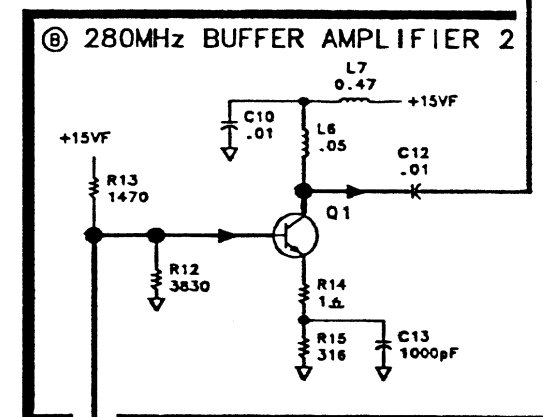 Ⓑ 280MHz BUFFER AMPLIFIER 2
L7
0.47
+15VF
C10
.01
L6
.05
+15VF
C12
.01
R13
1470
Q1
R12
3830
R14
R15
316
C13
1000pF